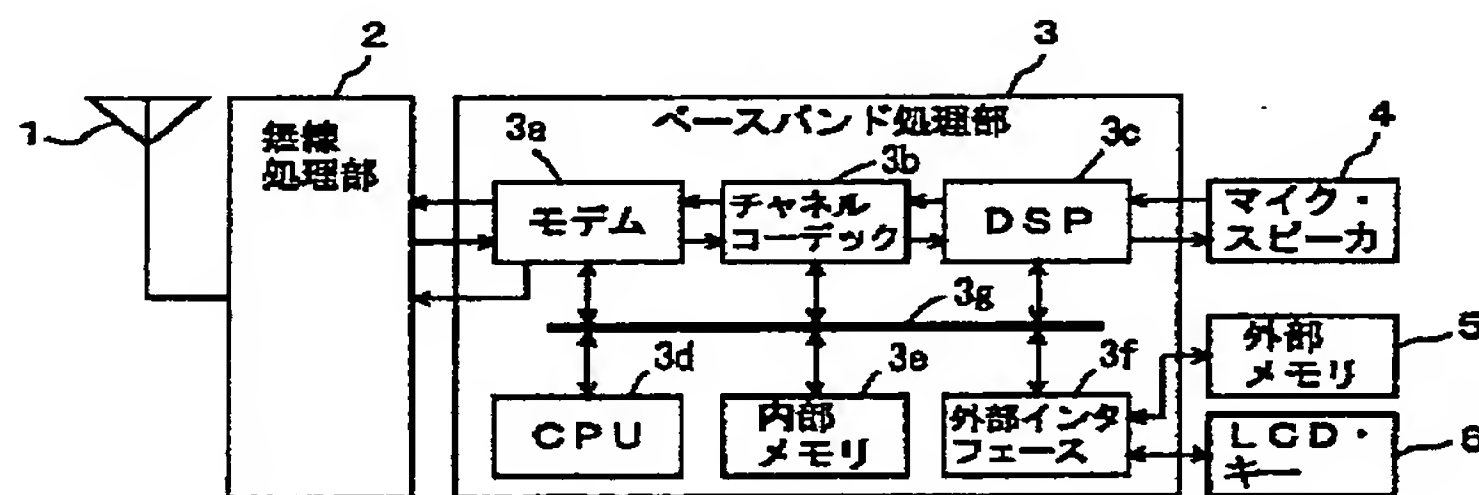 1
2
無線
処理部
3
ベースバンド処理部
3a
モデム
3b
チャネル
コーデック
3c
DSP
4
マイク・
スピーカ
3g
3d
CPU
3e
内部
メモリ
3f
外部インタ
フェース
5
外部
メモリ
6
LCD・
キー